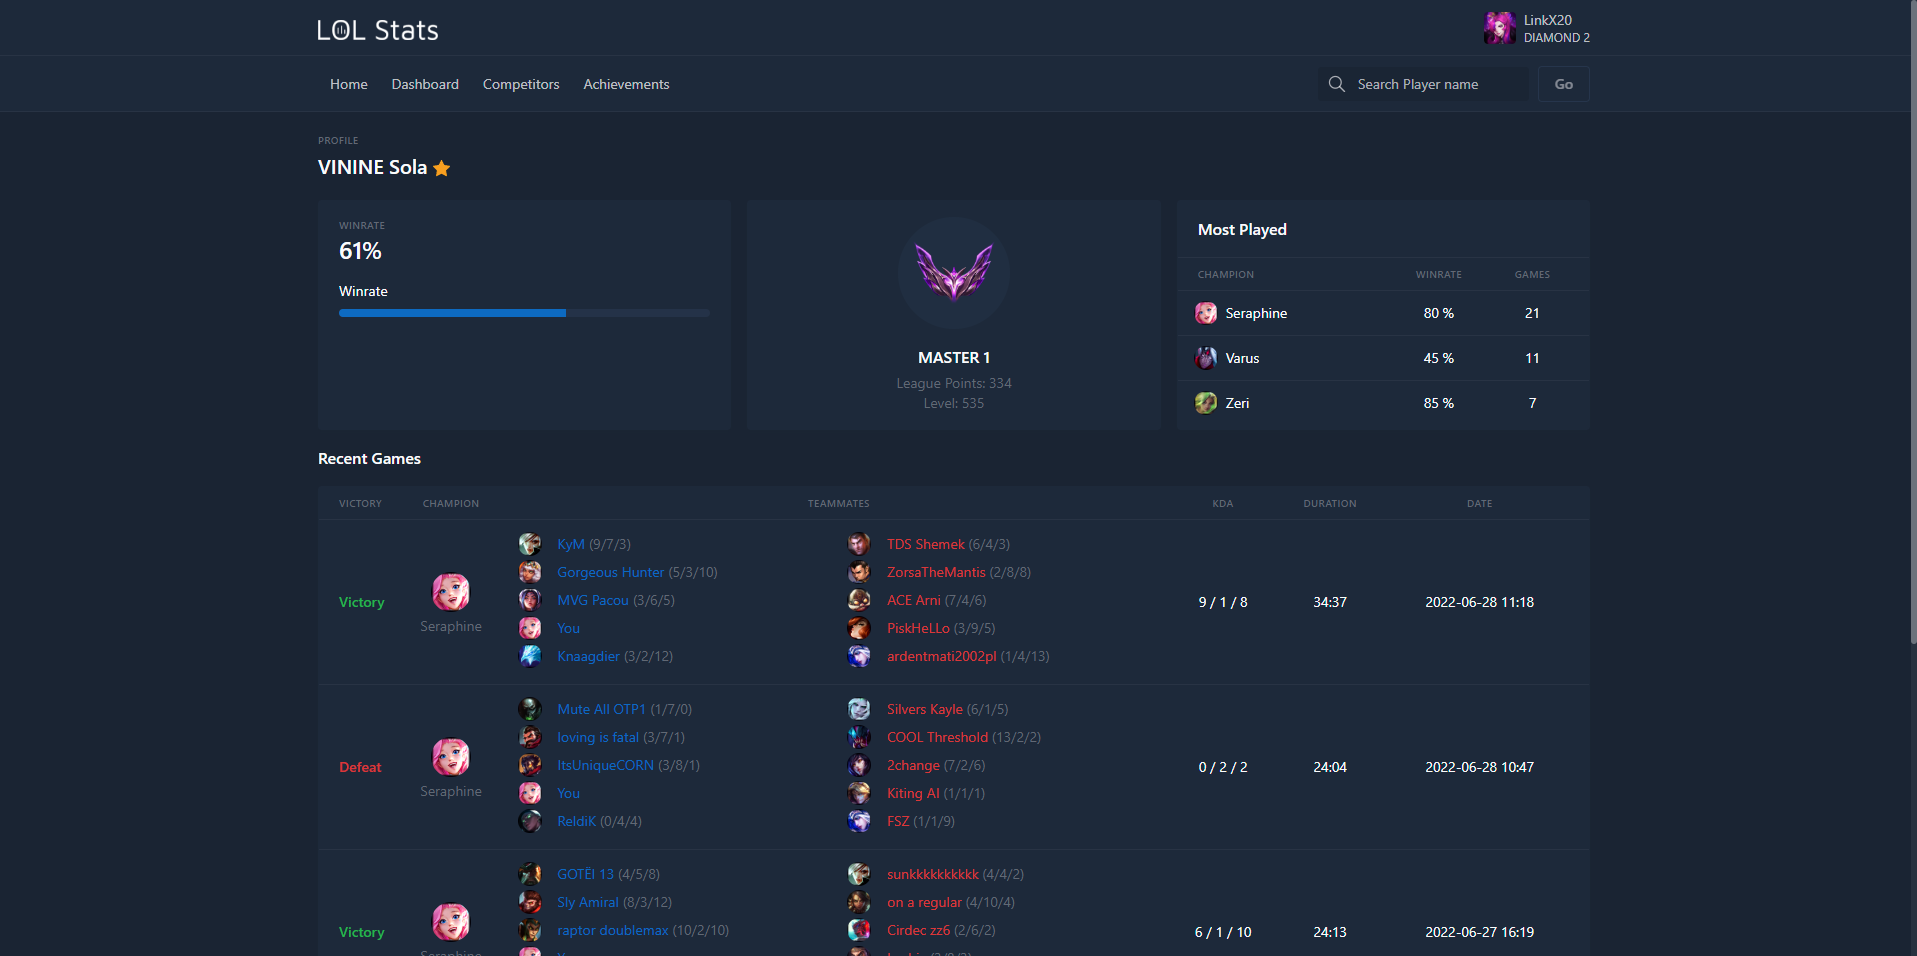 LOL Stats
LinkX20
DIAMOND 2
Home Dashboard Competitors Achievements Search Player name Go
PROFILE
VININE Sola
WINRATE
61%
Winrate
MASTER 1
League Points: 334
Level: 535
Most Played
CHAMPION WINRATE GAMES
Seraphine 80 % 21
Varus 45 % 11
Zeri 85 % 7
Recent Games
VICTORY CHAMPION TEAMMATES KDA DURATION DATE
KyM (9/7/3) TDS Shemek (6/4/3)
Gorgeous Hunter (5/3/10) ZorsaTheMantis (2/8/8)
MVG Pacou (3/6/5) ACE Arni (7/4/6)
Victory 9 / 1 / 8 34:37 2022-06-28 11:18
Seraphine You PiskHeLLo (3/9/5)
Knaagdier (3/2/12) ardentmati2002pl (1/4/13)
Mute All OTP1 (1/7/0) Silvers Kayle (6/1/5)
loving is fatal (3/7/1) COOL Threshold (13/2/2)
ItsUniqueCORN (3/8/1) 2change (7/2/6)
Defeat 0 / 2 / 2 24:04 2022-06-28 10:47
Seraphine You Kiting AI (1/1/1)
ReldiK (0/4/4) FSZ (1/1/9)
GOTËI 13 (4/5/8) sunkkkkkkkkkk (4/4/2)
Sly Amiral (8/3/12) on a regular (4/10/4)
raptor doublemax (10/2/10) Cirdec zz6 (2/6/2)
Victory 6 / 1 / 10 24:13 2022-06-27 16:19
Seraphine You